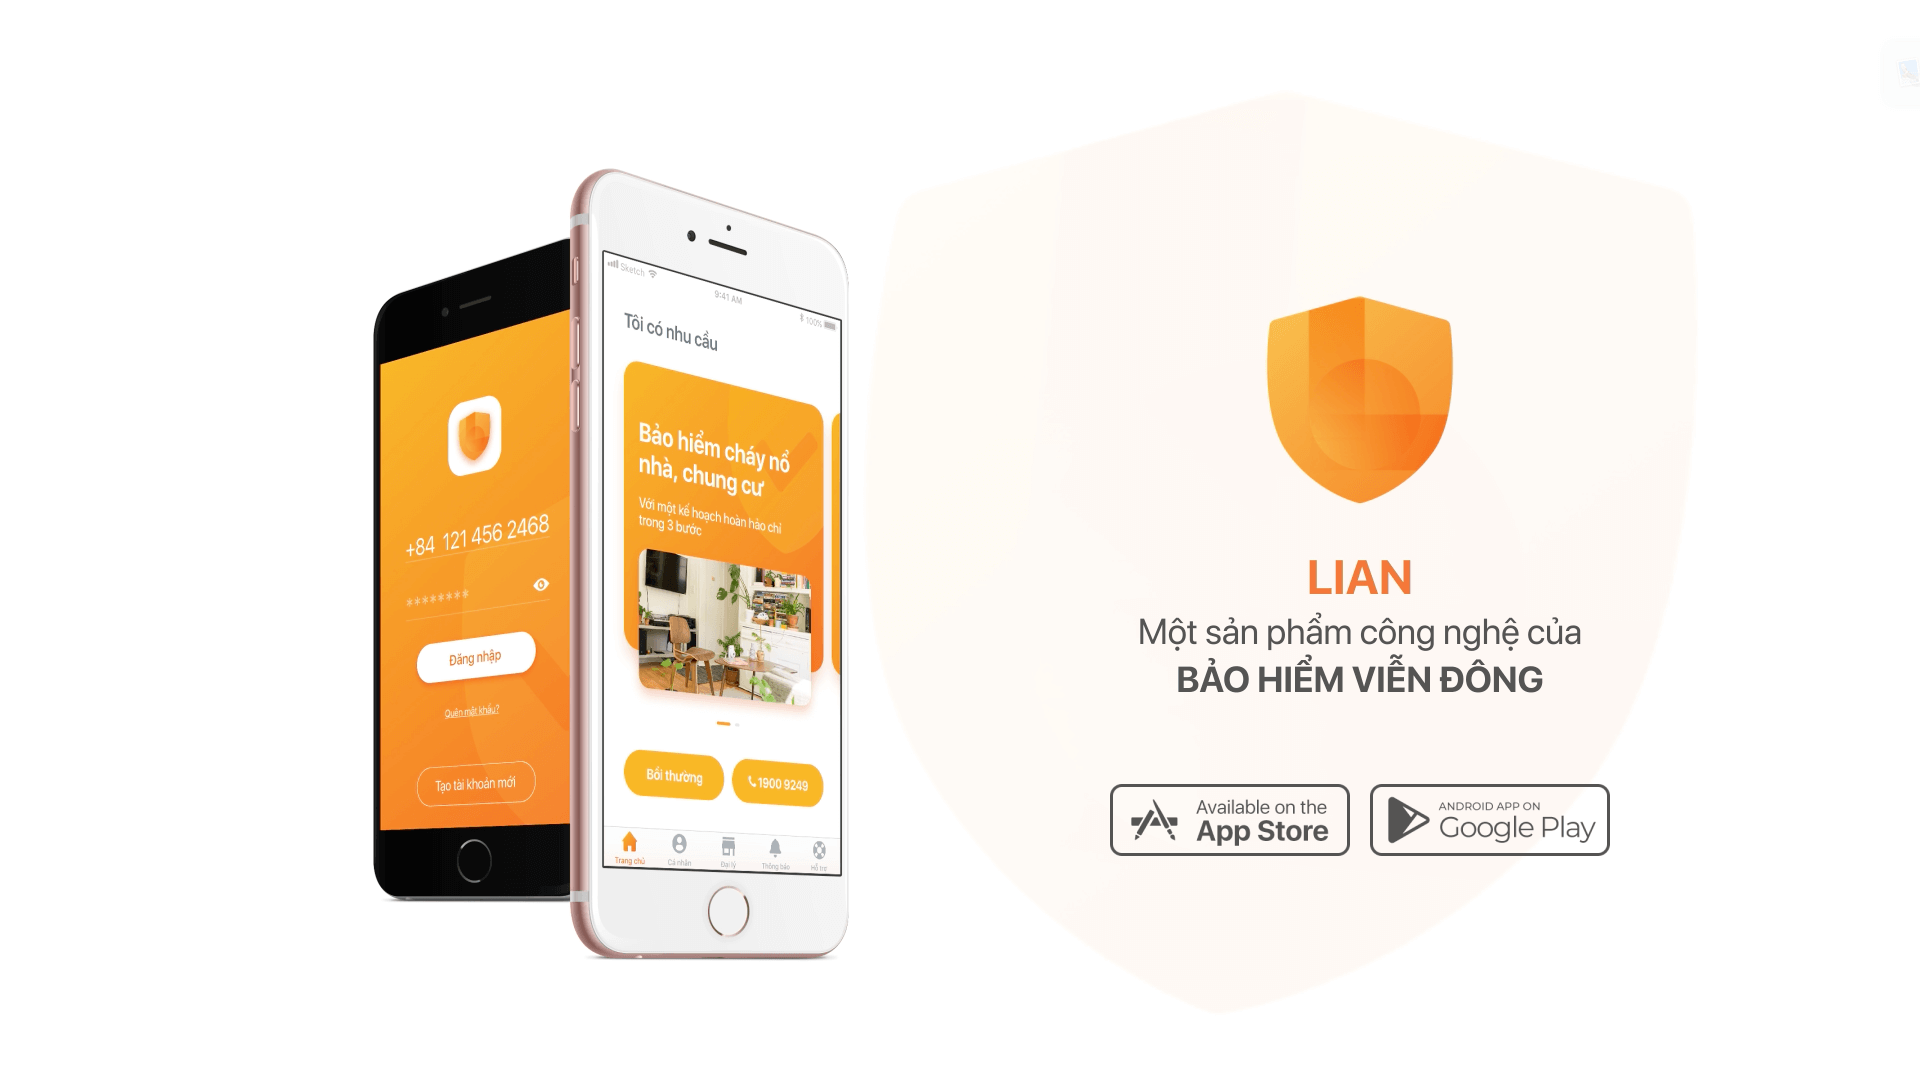 +84 121 456 2468
********
Đăng nhập
Quên mật khẩu?
Tạo tài khoản mới
Sketch
9:41 AM
100%
Tôi có nhu cầu
Bảo hiểm cháy nổ
nhà, chung cư
Với một kế hoạch hoàn hảo chỉ
trong 3 bước
Bồi thường
1900 9249
Trang chủ
Cá nhân
Đại lý
Thông báo
Hỗ trợ
LIAN
Một sản phẩm công nghệ của
BẢO HIỂM VIỄN ĐÔNG
Available on the
App Store
ANDROID APP ON
Google Play